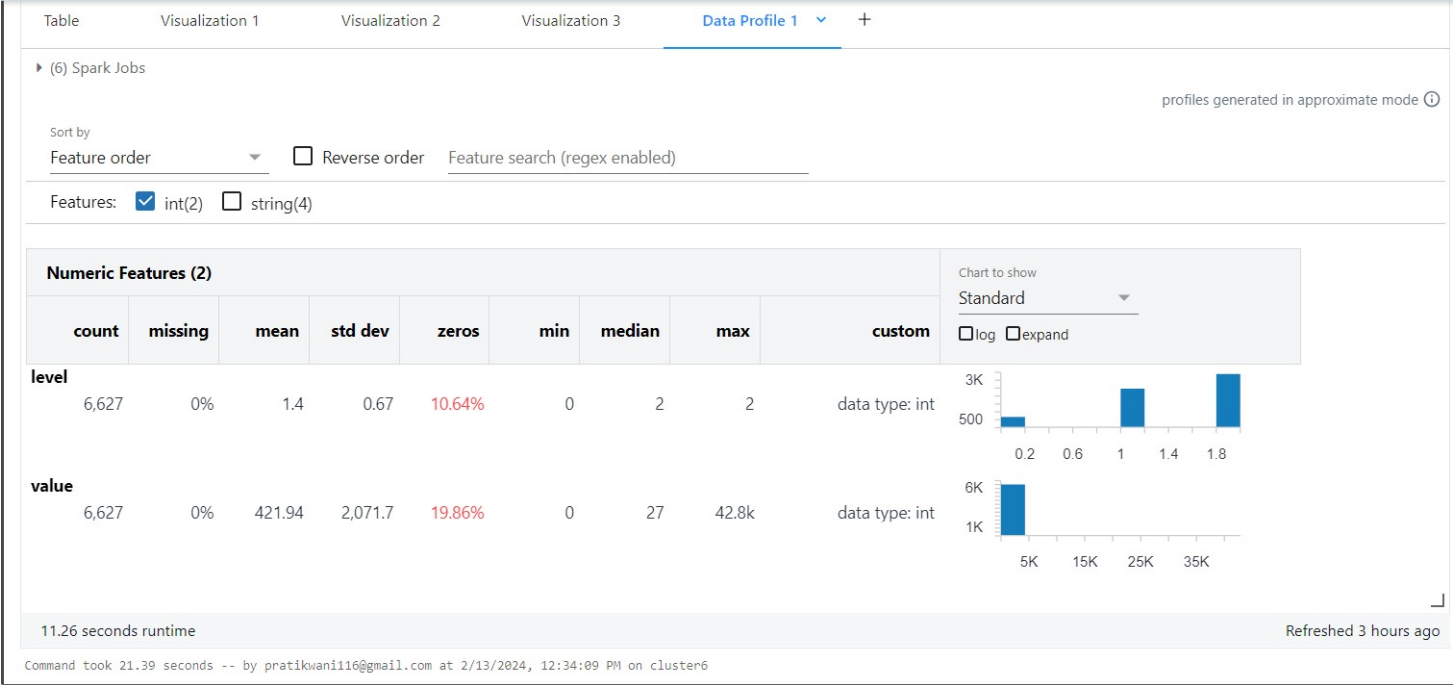 Table Visualization 1 Visualization 2 Visualization 3 Data Profile 1 +
(6) Spark Jobs
profiles generated in approximate mode
Sort by
Feature order Reverse order Feature search (regex enabled)
Features: int(2) string(4)
Numeric Features (2)
Chart to show
Standard
count missing mean std dev zeros min median max custom
log expand
level
6,627 0% 1.4 0.67 10.64% 0 2 2 data type: int
3K
500
0.2 0.6 1 1.4 1.8
value
6,627 0% 421.94 2,071.7 19.86% 0 27 42.8k data type: int
6K
1K
5K 15K 25K 35K
11.26 seconds runtime Refreshed 3 hours ago
Command took 21.39 seconds -- by pratikwani116@gmail.com at 2/13/2024, 12:34:09 PM on cluster6